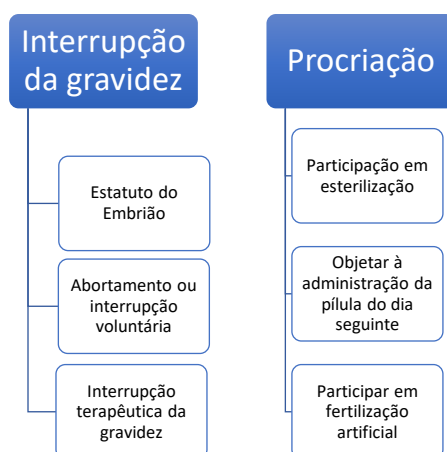 Interrupção
da gravidez
Estatuto do
Embrião
Abortamento ou
interrupção
voluntária
Interrupção
terapêutica da
gravidez
Procriação
Participação em
esterilização
Objetar à
administração da
pílula do dia
seguinte
Participar em
fertilização
artificial